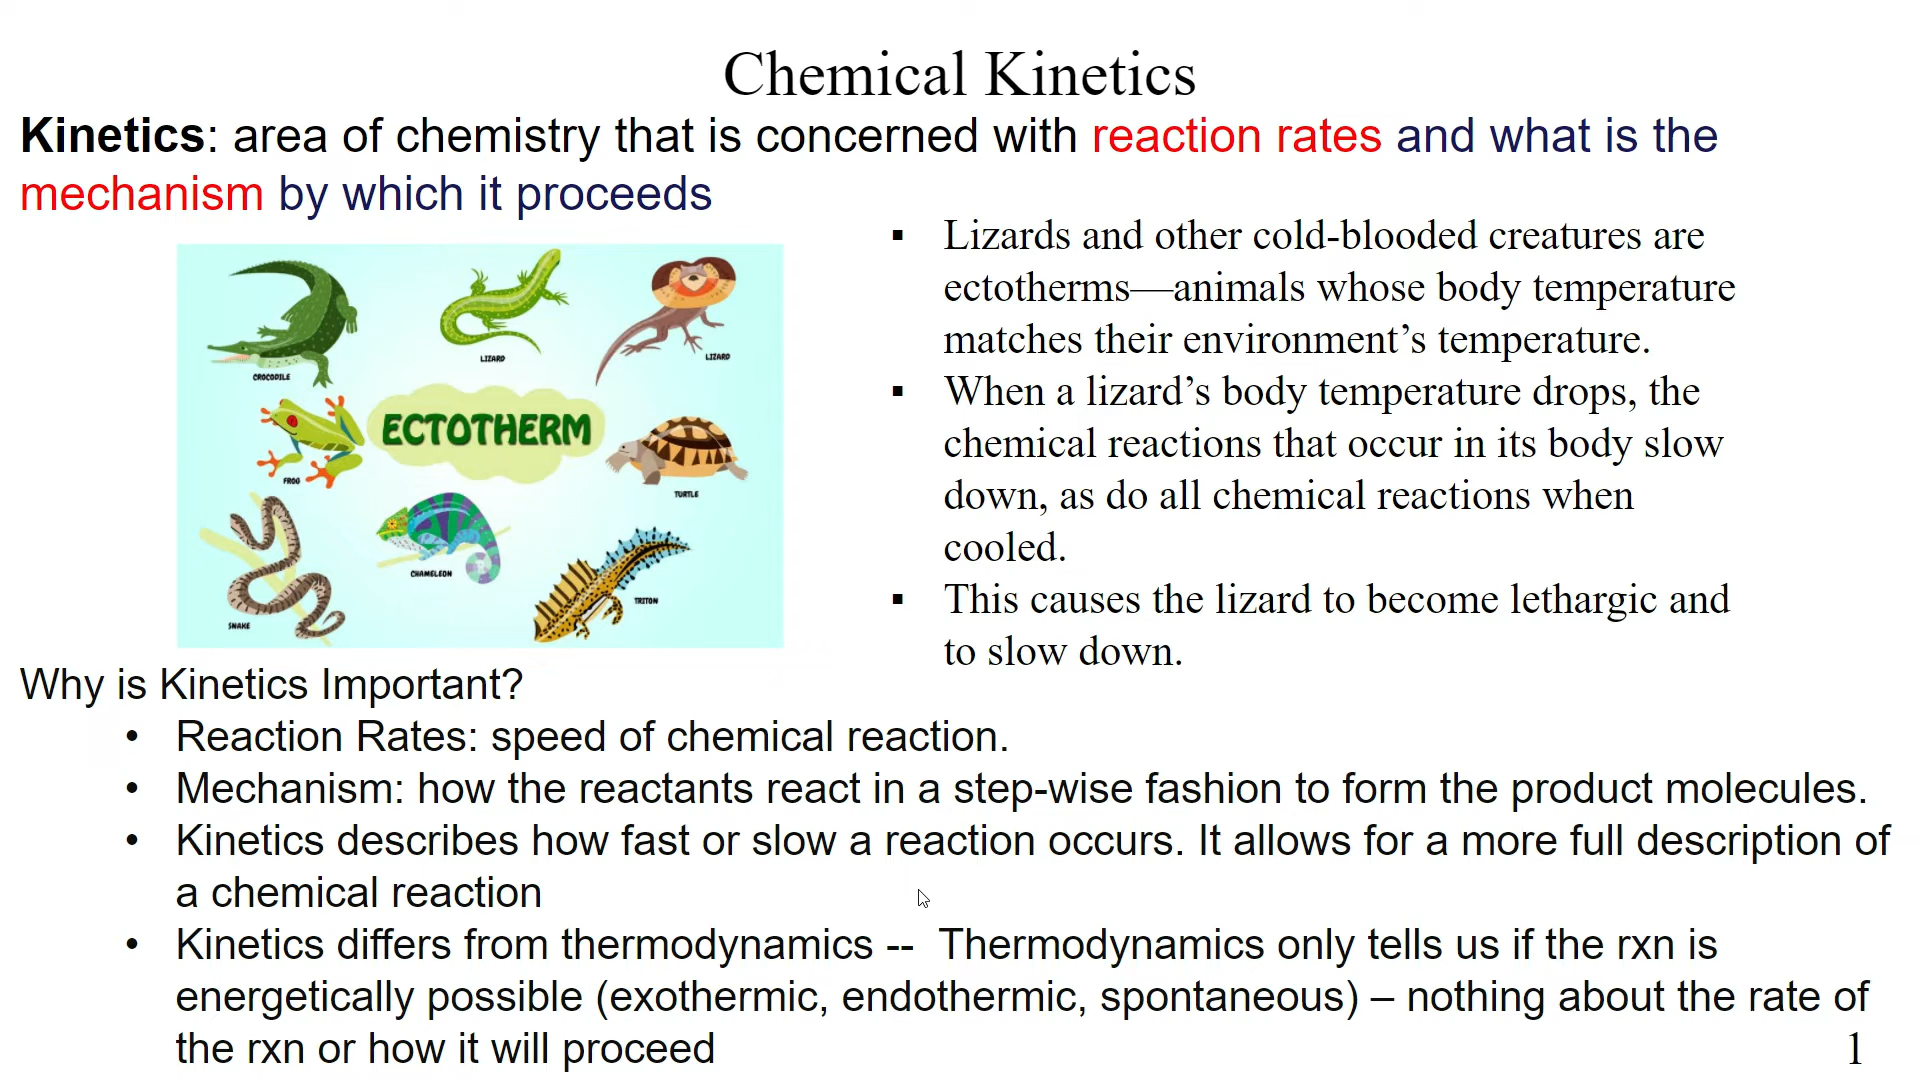 Chemical Kinetics
Kinetics: area of chemistry that is concerned with reaction rates and what is the
mechanism by which it proceeds
CROCODILE
LIZARD
LIZARD
ECTOTHERM
FROG
TURTLE
SNAKE
CHAMELEON
TRITON
▪ Lizards and other cold-blooded creatures are
ectotherms—animals whose body temperature
matches their environment’s temperature.
▪ When a lizard’s body temperature drops, the
chemical reactions that occur in its body slow
down, as do all chemical reactions when
cooled.
▪ This causes the lizard to become lethargic and
to slow down.
Why is Kinetics Important?
• Reaction Rates: speed of chemical reaction.
• Mechanism: how the reactants react in a step-wise fashion to form the product molecules.
• Kinetics describes how fast or slow a reaction occurs. It allows for a more full description of
a chemical reaction
• Kinetics differs from thermodynamics -- Thermodynamics only tells us if the rxn is
energetically possible (exothermic, endothermic, spontaneous) – nothing about the rate of
the rxn or how it will proceed
1